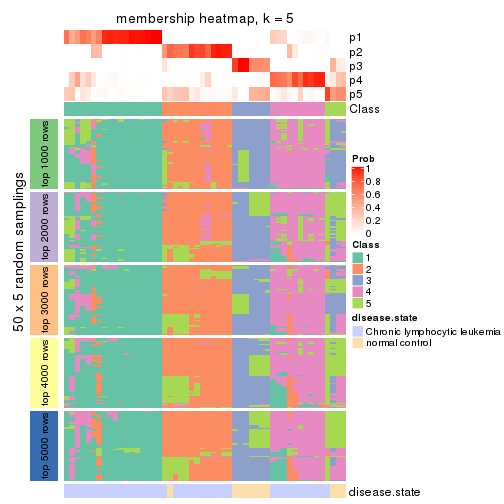 membership heatmap, k = 5
p1
p2
p3
p4
p5
Class
50 x 5 random samplings
top 1000 rows
top 2000 rows
top 3000 rows
top 4000 rows
top 5000 rows
disease.state
Prob
1
0.8
0.6
0.4
0.2
0
Class
1
2
3
4
5
disease.state
Chronic lymphocytic leukemia
normal control